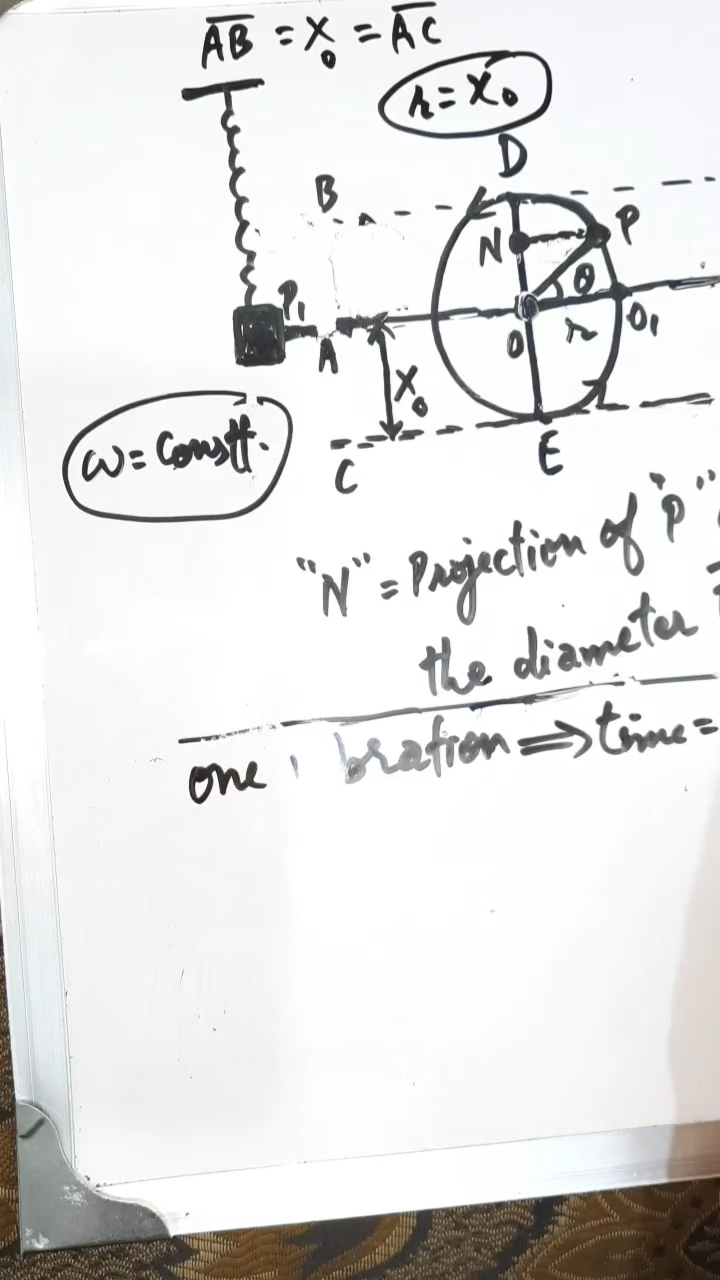 AB = x₀ = AC
r = x₀
D
B
N
P
P₁
θ
A
O
r
O₁
x₀
ω = Constt.
C
E
"N" = Projection of "P"
the diameter
one bration ⇒ time =